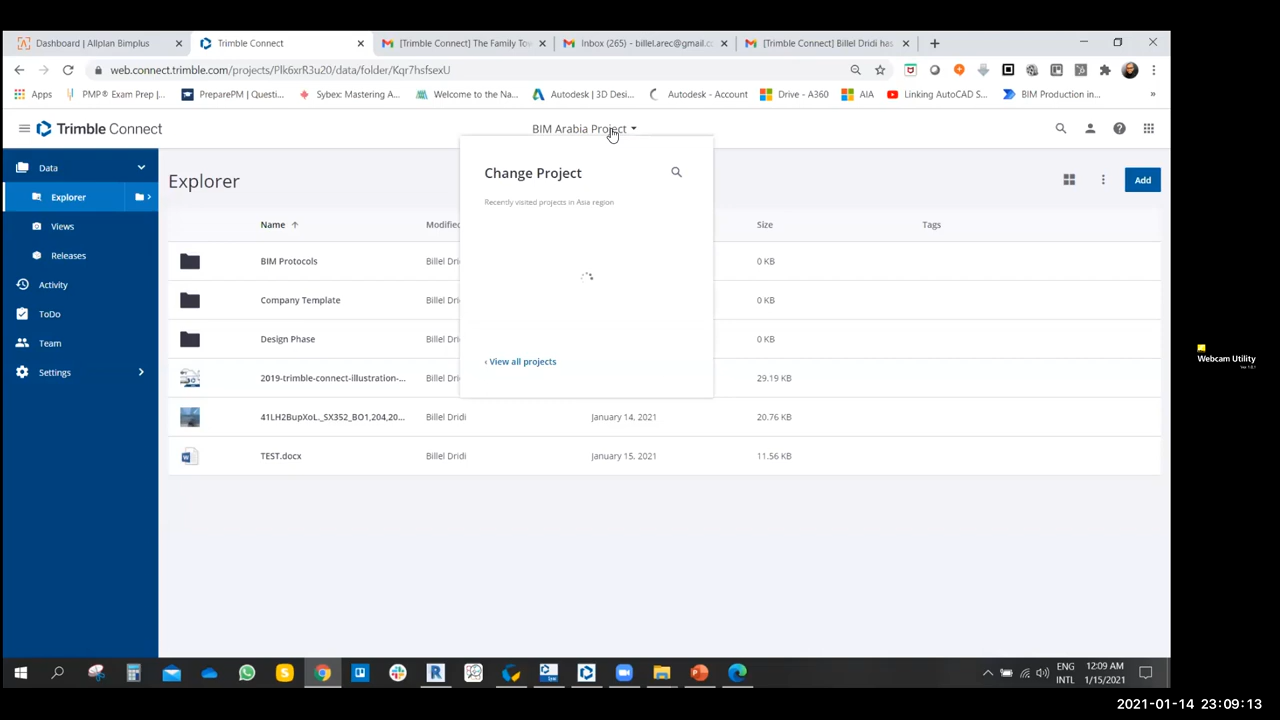 Dashboard | Allplan Bimplus
Trimble Connect
[Trimble Connect] The Family To
Inbox (265) - billel.arec@gmail.c
[Trimble Connect] Billel Dridi has
web.connect.trimble.com/projects/Plk6xrR3u20/data/folder/Kqr7hsfsexU
Apps
PMP® Exam Prep |...
PreparePM | Questi...
Sybex: Mastering A...
Welcome to the Na...
Autodesk | 3D Desi...
Autodesk - Account
Drive - A360
AIA
Linking AutoCAD S...
BIM Production in...
»
Trimble Connect
BIM Arabia Project
Data
Explorer
Views
Releases
Activity
ToDo
Team
Settings
Explorer
Add
Change Project
Recently visited projects in Asia region
‹ View all projects
Name
Modified
Size
Tags
BIM Protocols
Billel Dri
0 KB
Company Template
Billel Dri
0 KB
Design Phase
Billel Dri
0 KB
2019-trimble-connect-illustration-...
Billel Dri
29.19 KB
41LH2BupXoL._SX352_BO1,204,20...
Billel Dridi
January 14, 2021
20.76 KB
TEST.docx
Billel Dridi
January 15, 2021
11.56 KB
Webcam Utility
ENG
INTL
12:09 AM
1/15/2021
2021-01-14 23:09:13